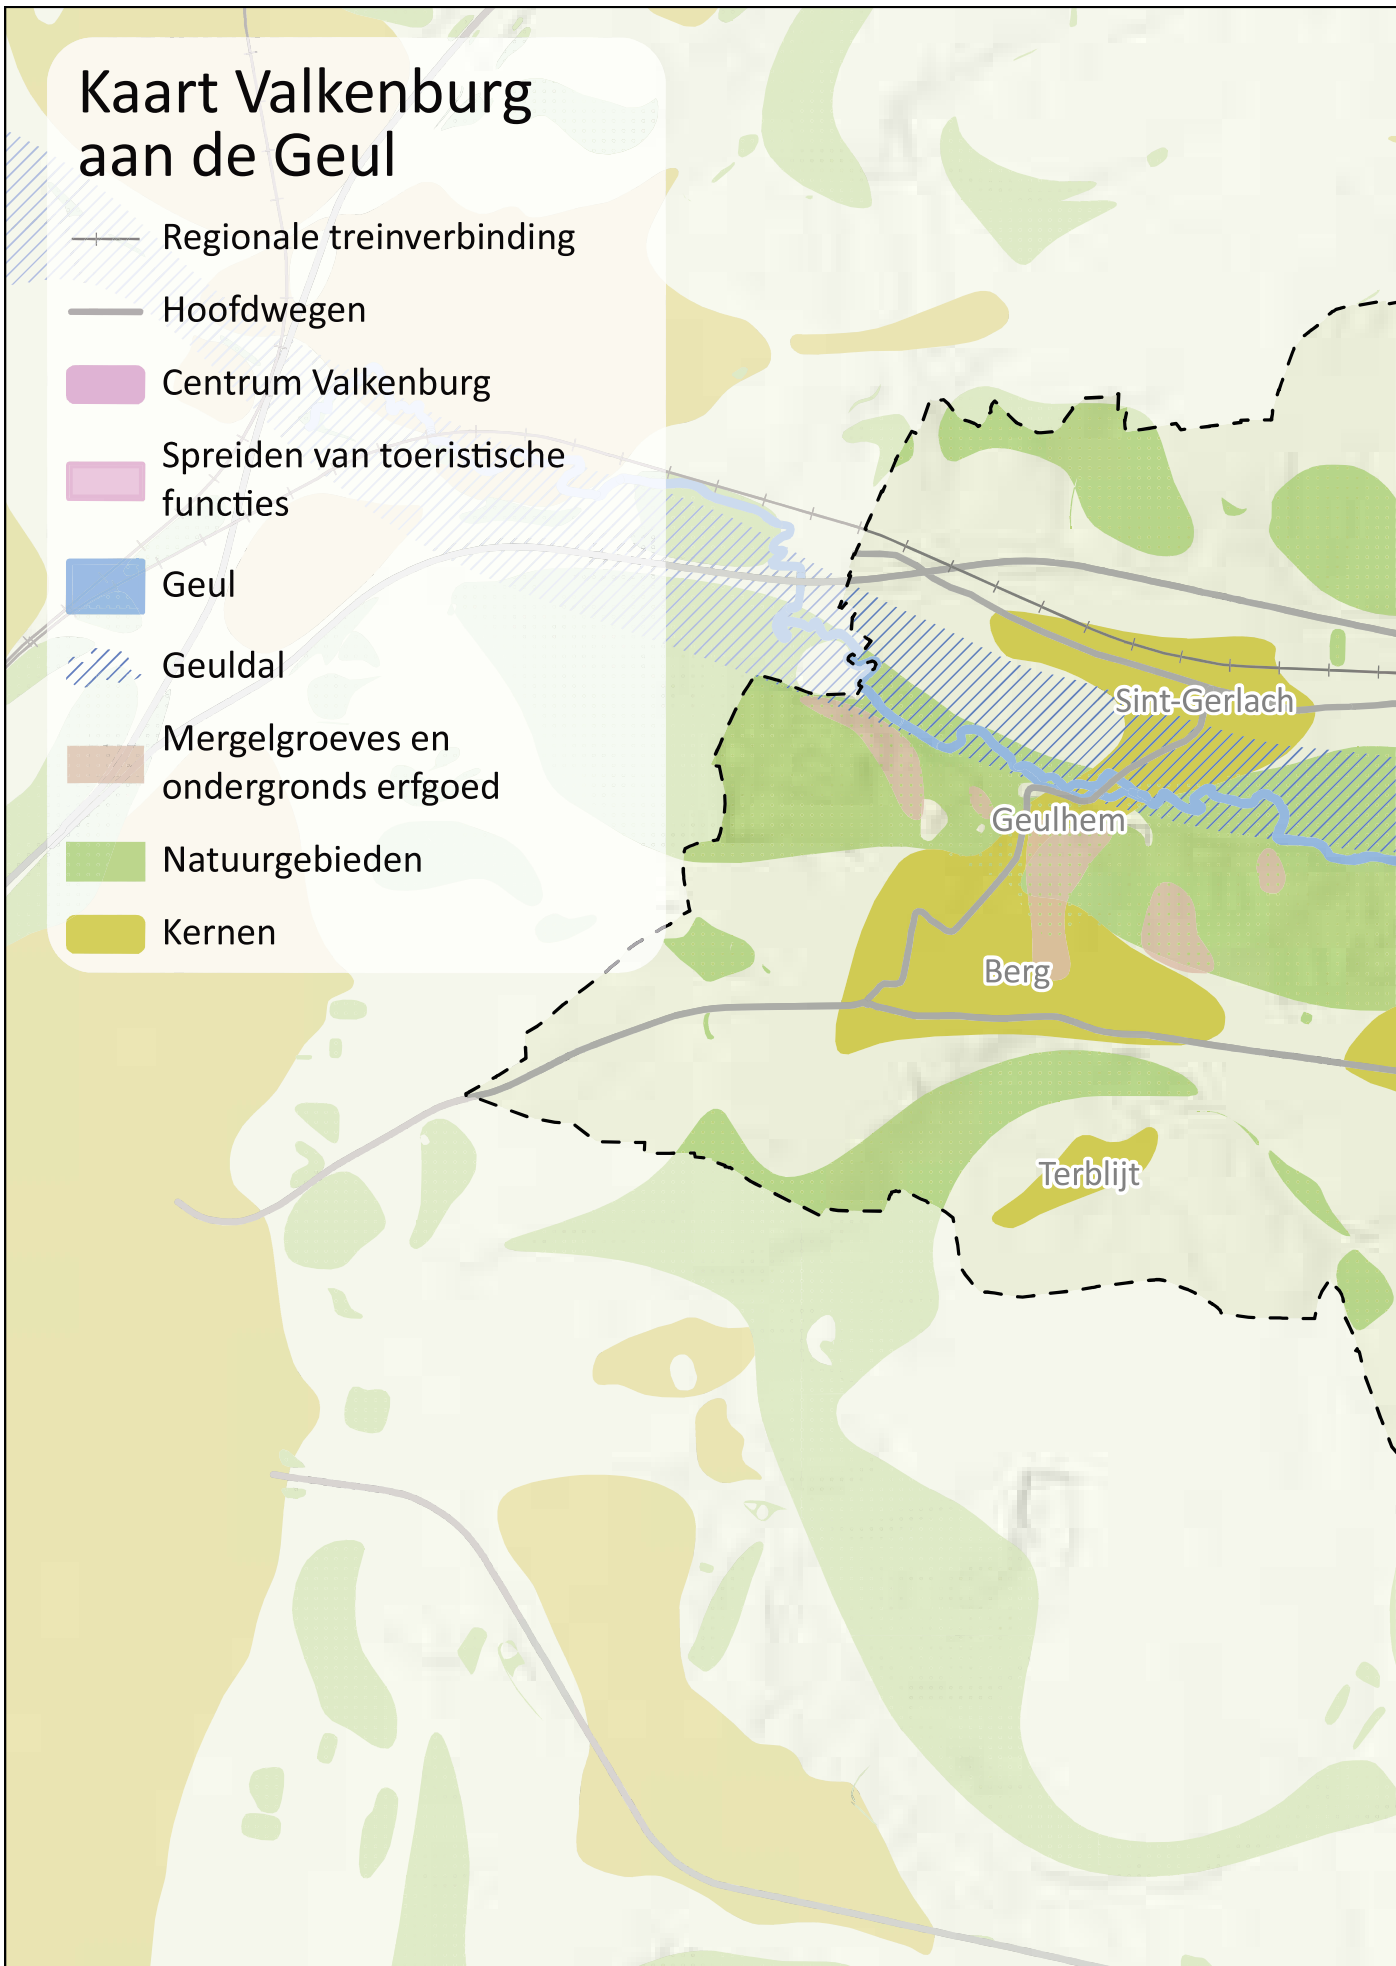 Kaart Valkenburg
aan de Geul
Regionale treinverbinding
Hoofdwegen
Centrum Valkenburg
Spreiden van toeristische
functies
Geul
Geuldal
Mergelgroeves en
ondergronds erfgoed
Natuurgebieden
Kernen
Sint-Gerlach
Geulhem
Berg
Terblijt